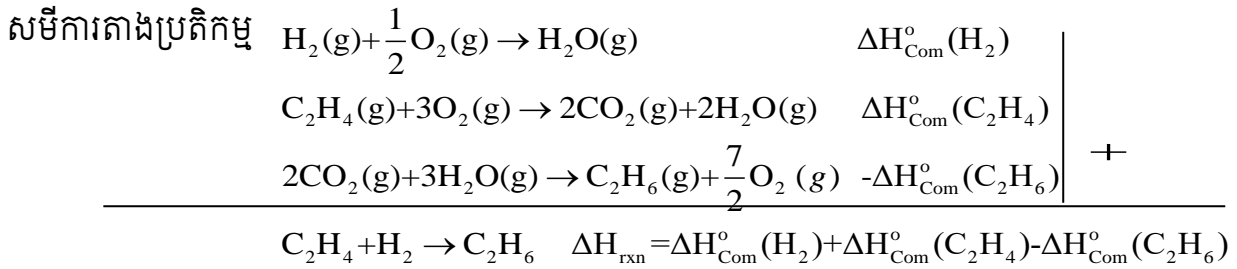 សមីការតាងប្រតិកម្ម H₂(g)+1/2O₂(g) → H₂O(g) ΔH°Com(H₂)
C₂H₄(g)+3O₂(g) → 2CO₂(g)+2H₂O(g) ΔH°Com(C₂H₄)
+
2CO₂(g)+3H₂O(g) → C₂H₆(g)+7/2O₂ (g) -ΔH°Com(C₂H₆)
C₂H₄+H₂ → C₂H₆ ΔHrxn=ΔH°Com(H₂)+ΔH°Com(C₂H₄)-ΔH°Com(C₂H₆)